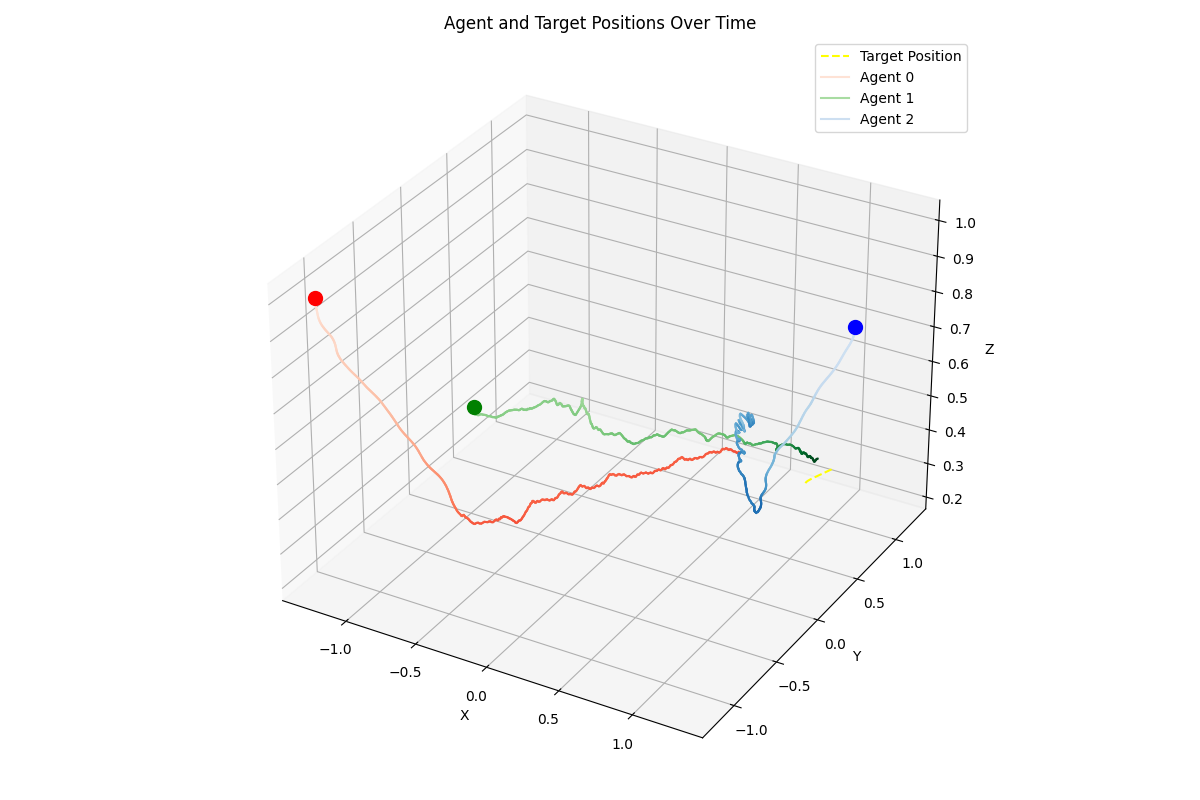 Agent and Target Positions Over Time
Target Position
Agent 0
Agent 1
Agent 2
1.0
0.9
0.8
0.7
0.6
0.5
0.4
0.3
0.2
Z
1.0
0.5
0.0
−0.5
−1.0
Y
−1.0
−0.5
0.0
0.5
1.0
X